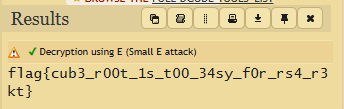 Results
Decryption using E (Small E attack)
flag{cub3_r00t_1s_t00_34sy_f0r_rs4_r3
kt}